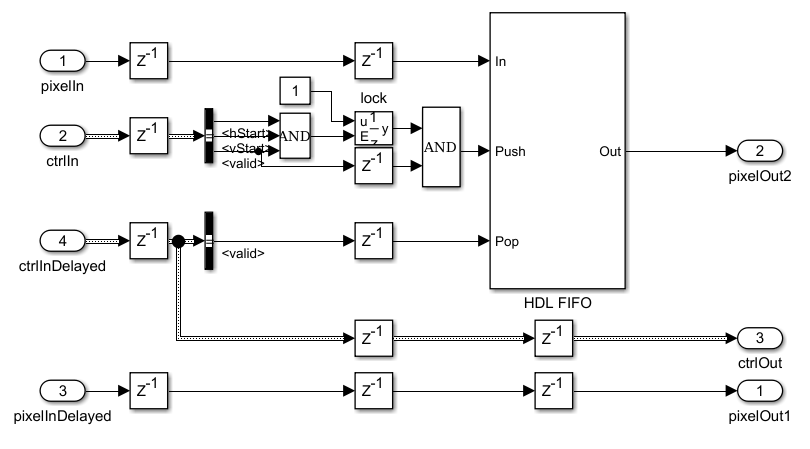 1
pixelIn
Z-1
Z-1
In
2
ctrlIn
Z-1
<hStart>
<vStart>
<valid>
1
AND
lock
u
E
Z
1
y
Z-1
AND
Push
Out
2
pixelOut2
4
ctrlInDelayed
Z-1
<valid>
Z-1
Pop
HDL FIFO
Z-1
Z-1
3
ctrlOut
3
pixelInDelayed
Z-1
Z-1
Z-1
1
pixelOut1